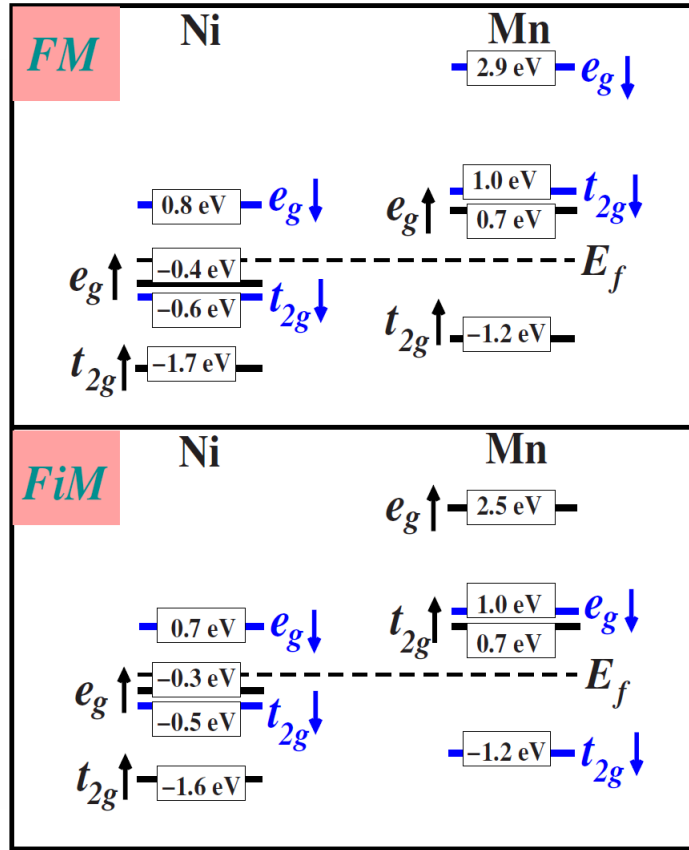 FM
Ni
Mn
2.9 eV
e_g ↓
0.8 eV
e_g ↓
1.0 eV
t_2g ↓
e_g ↑
0.7 eV
−0.4 eV
E_f
e_g ↑
−0.6 eV
t_2g ↓
t_2g ↑
−1.2 eV
t_2g ↑
−1.7 eV
FiM
Ni
Mn
e_g ↑
2.5 eV
0.7 eV
e_g ↓
1.0 eV
e_g ↓
t_2g ↑
0.7 eV
−0.3 eV
E_f
e_g ↑
−0.5 eV
t_2g ↓
−1.2 eV
t_2g ↓
t_2g ↑
−1.6 eV